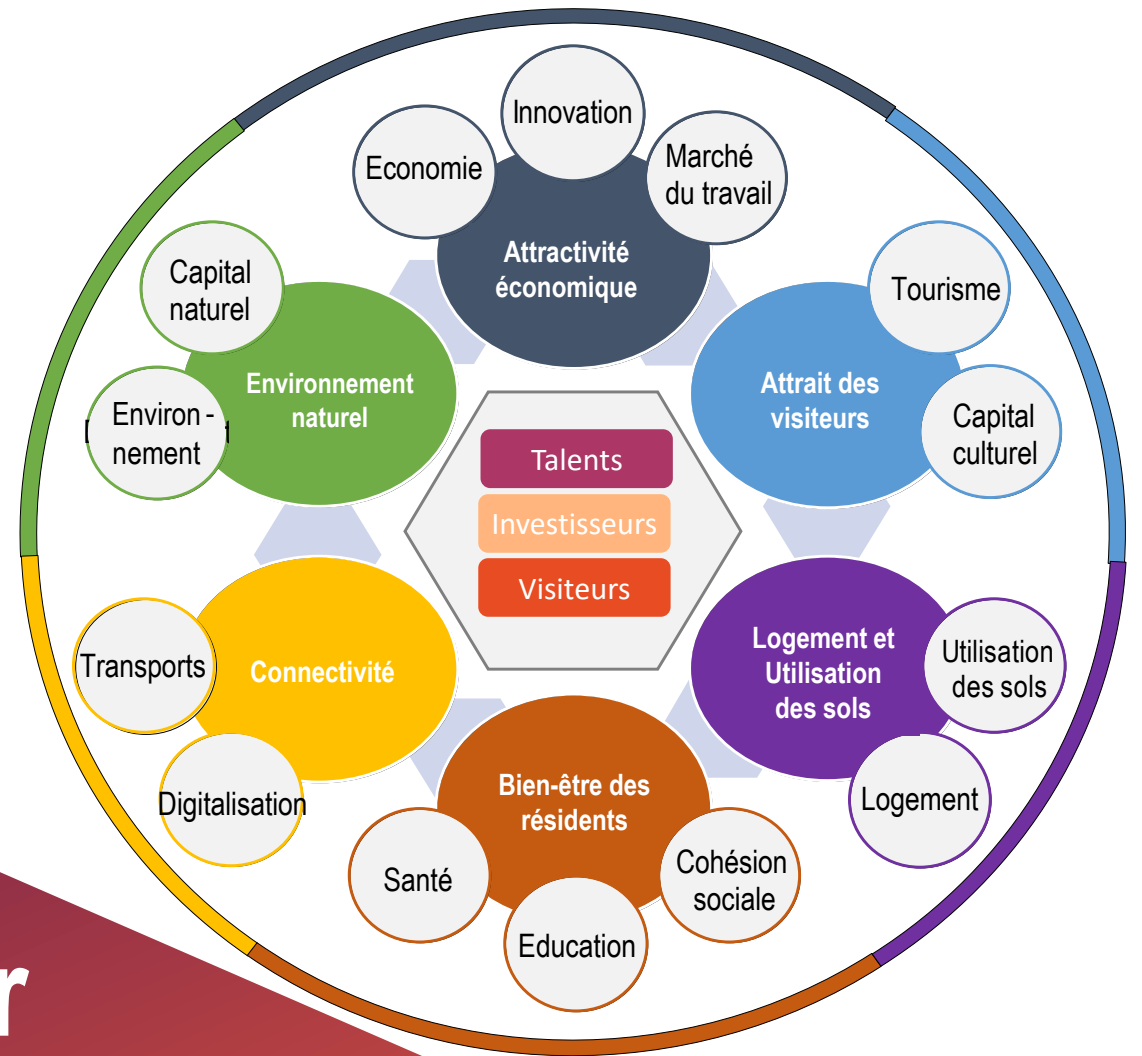 Innovation
Economie
Marché
du travail
Attractivité
économique
Capital
naturel
Tourisme
Environnement
naturel
Attrait des
visiteurs
Environ -
nement
Capital
culturel
Talents
Investisseurs
Visiteurs
Transports
Connectivité
Logement et
Utilisation
des sols
Utilisation
des sols
Digitalisation
Bien-être des
résidents
Logement
Santé
Cohésion
sociale
Education
r